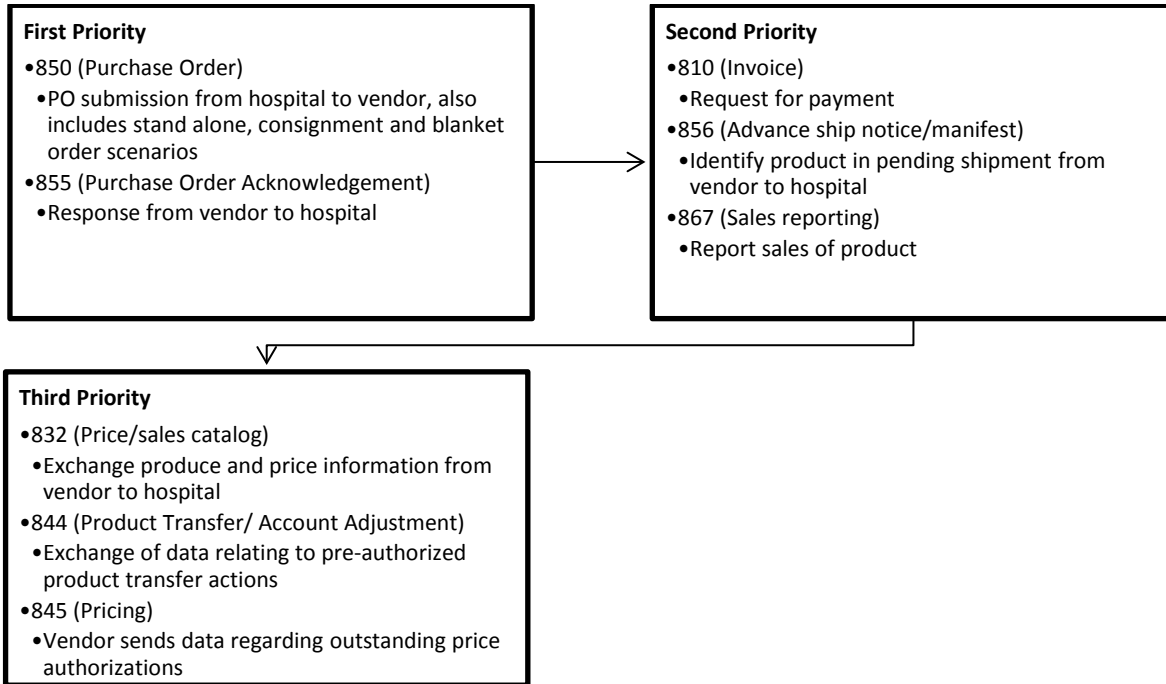 First Priority
•850 (Purchase Order)
•PO submission from hospital to vendor, also
includes stand alone, consignment and blanket
order scenarios
•855 (Purchase Order Acknowledgement)
•Response from vendor to hospital
Second Priority
•810 (Invoice)
•Request for payment
•856 (Advance ship notice/manifest)
•Identify product in pending shipment from
vendor to hospital
•867 (Sales reporting)
•Report sales of product
Third Priority
•832 (Price/sales catalog)
•Exchange produce and price information from
vendor to hospital
•844 (Product Transfer/ Account Adjustment)
•Exchange of data relating to pre-authorized
product transfer actions
•845 (Pricing)
•Vendor sends data regarding outstanding price
authorizations